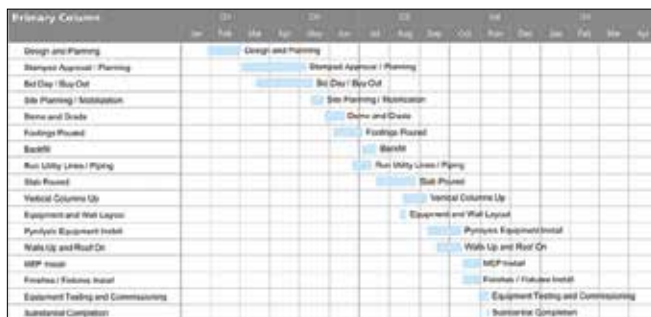 Primary Column
Q1 Q2 Q3 Q4 Q1
Jan Feb Mar Apr May Jun Jul Aug Sep Oct Nov Dec Jan Feb Mar Apr
Design and Planning Design and Planning
Stamped Approval / Planning Stamped Approval / Planning
Bid Day / Buy Out Bid Day / Buy Out
Site Planning / Mobilization Site Planning / Mobilization
Demo and Grade Demo and Grade
Footings Poured Footings Poured
Backfill Backfill
Run Utility Lines / Piping Run Utility Lines / Piping
Slab Poured Slab Poured
Vertical Columns Up Vertical Columns Up
Equipment and Wall Layout Equipment and Wall Layout
Pyrolysis Equipment Install Pyrolysis Equipment Install
Walls Up and Roof On Walls Up and Roof On
MEP Install MEP Install
Finishes / Fixtures Install Finishes / Fixtures Install
Equipment Testing and Commissioning Equipment Testing and Commissioning
Substantial Completion Substantial Completion